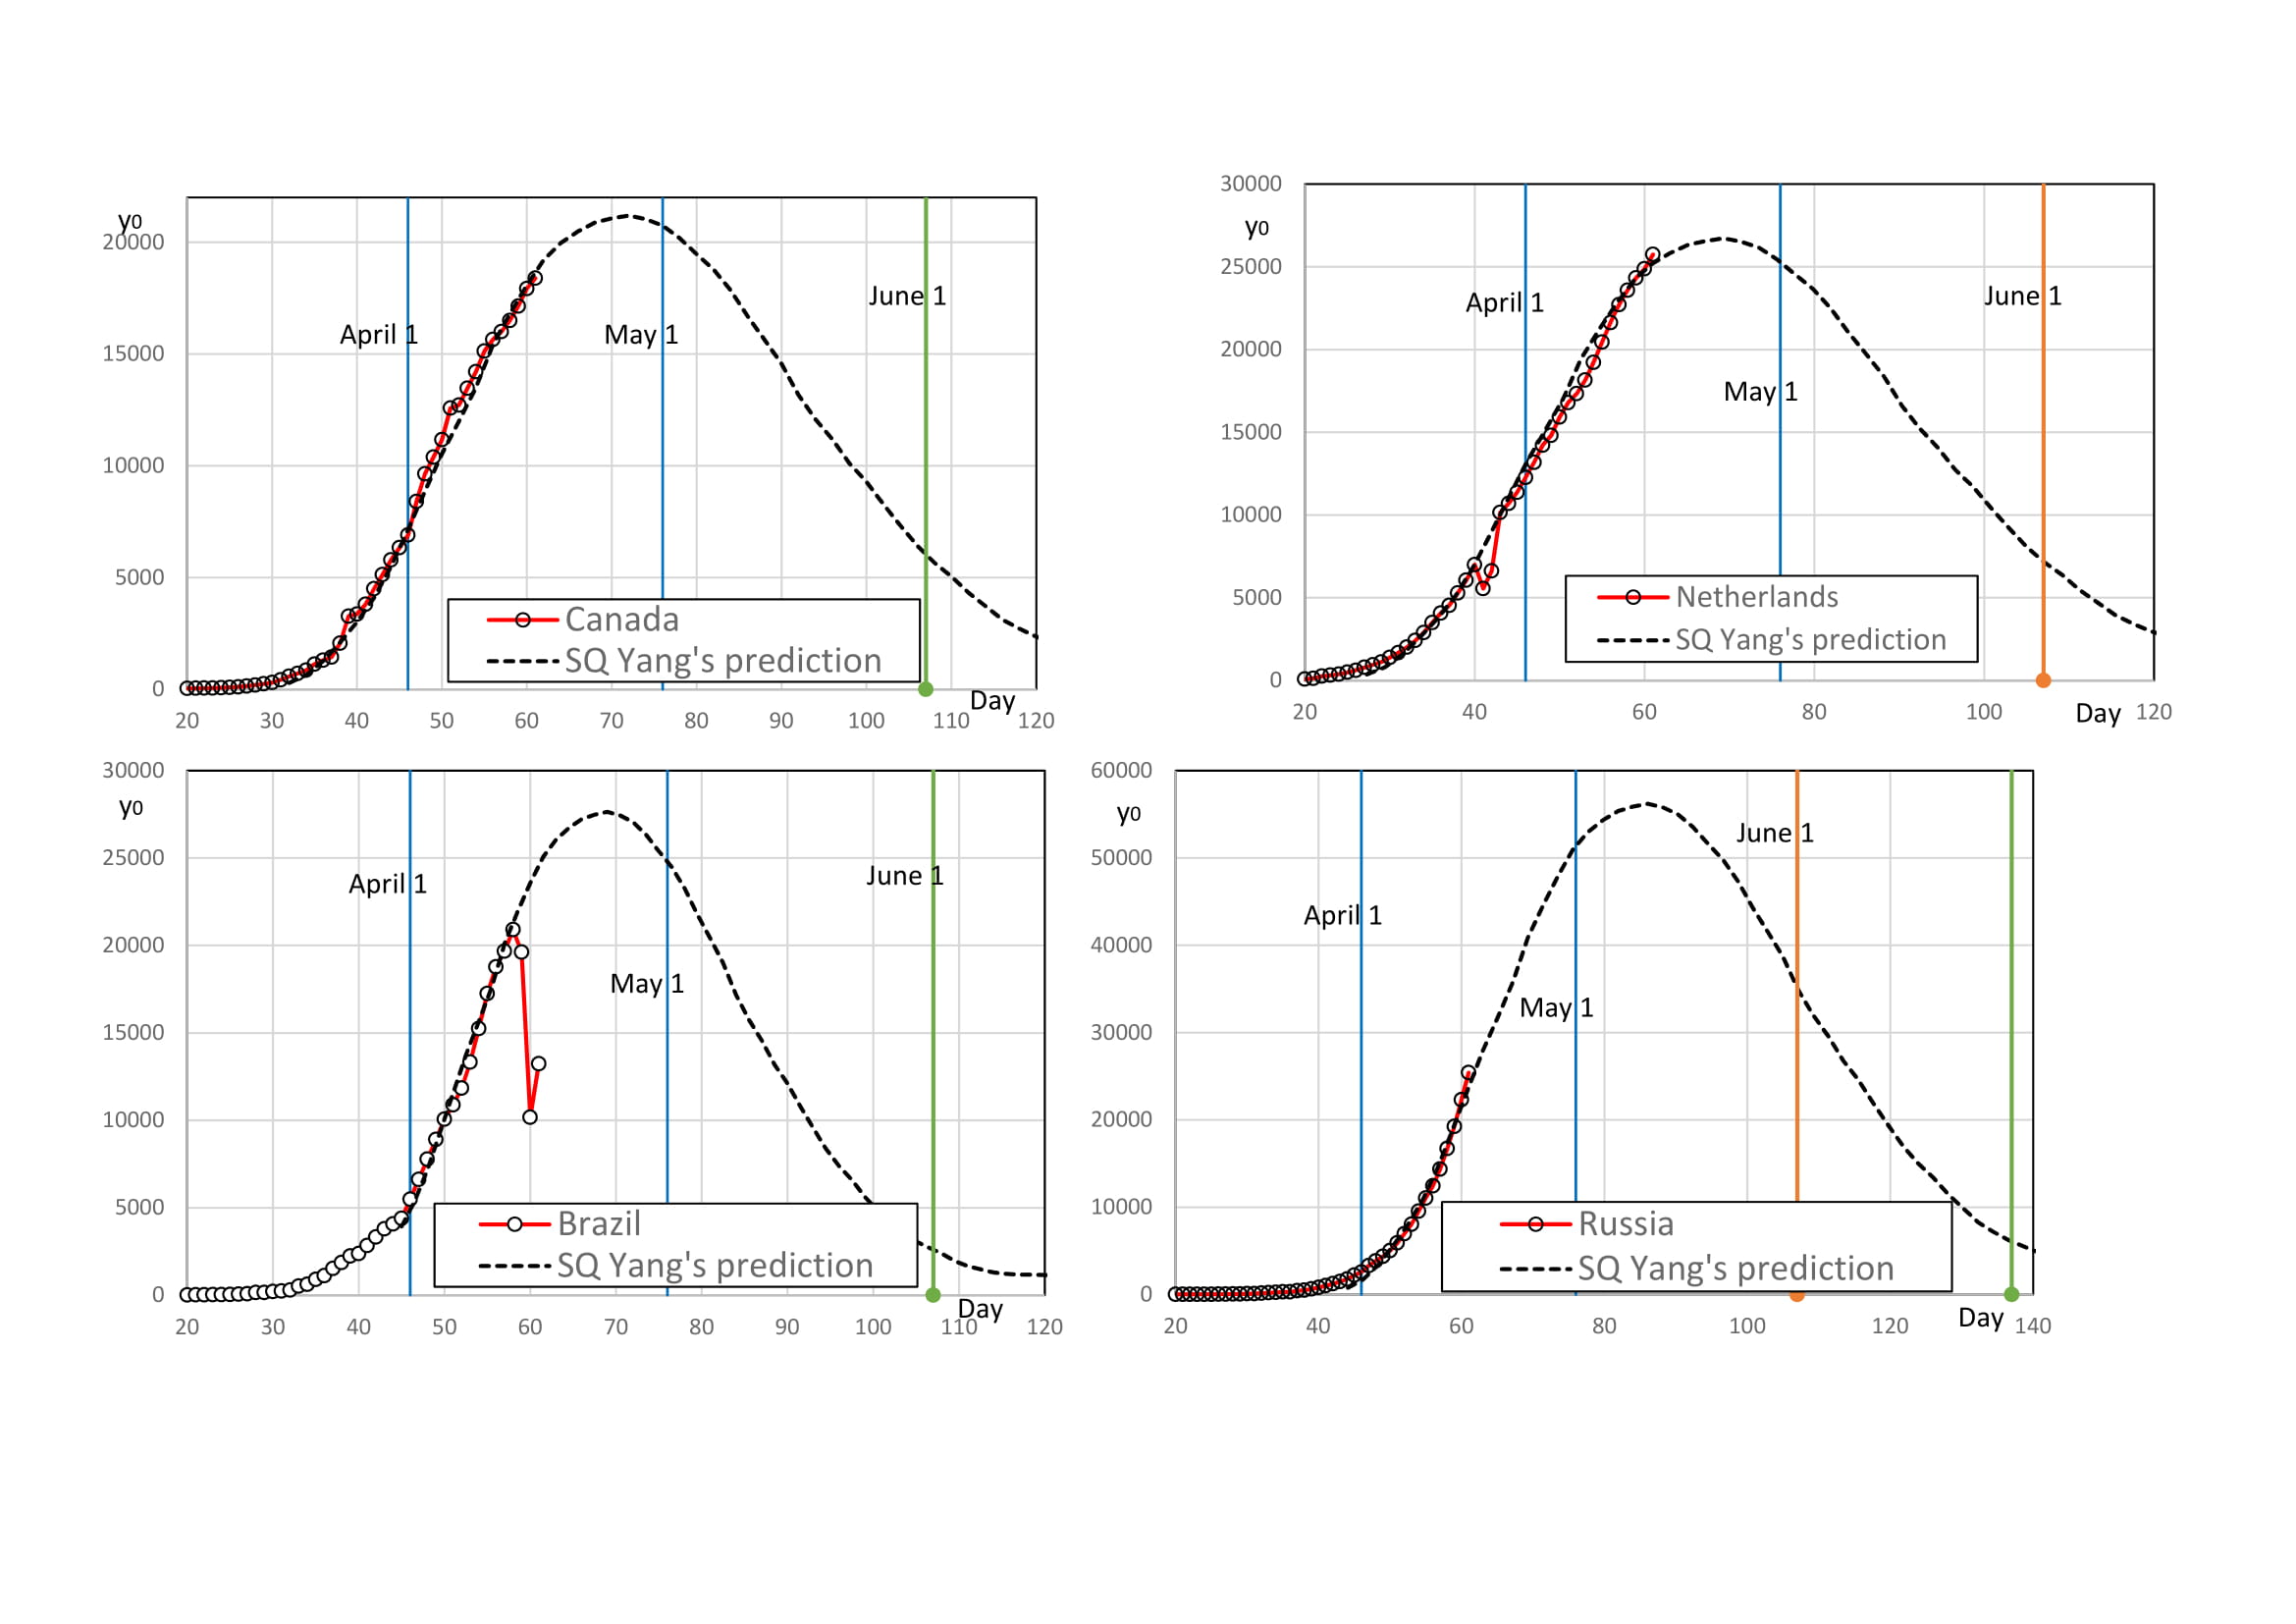 y0
20000
15000
10000
5000
0
April 1
May 1
June 1
Canada
SQ Yang's prediction
Day
20 30 40 50 60 70 80 90 100 110 120
30000
y0
25000
20000
15000
10000
5000
0
April 1
May 1
June 1
Netherlands
SQ Yang's prediction
20 40 60 80 100 Day 120
30000
y0
25000
20000
15000
10000
5000
0
April 1
May 1
June 1
Brazil
SQ Yang's prediction
Day
20 30 40 50 60 70 80 90 100 110 120
60000
y0
50000
40000
30000
20000
10000
0
June 1
April 1
May 1
Russia
SQ Yang's prediction
Day
20 40 60 80 100 120 140